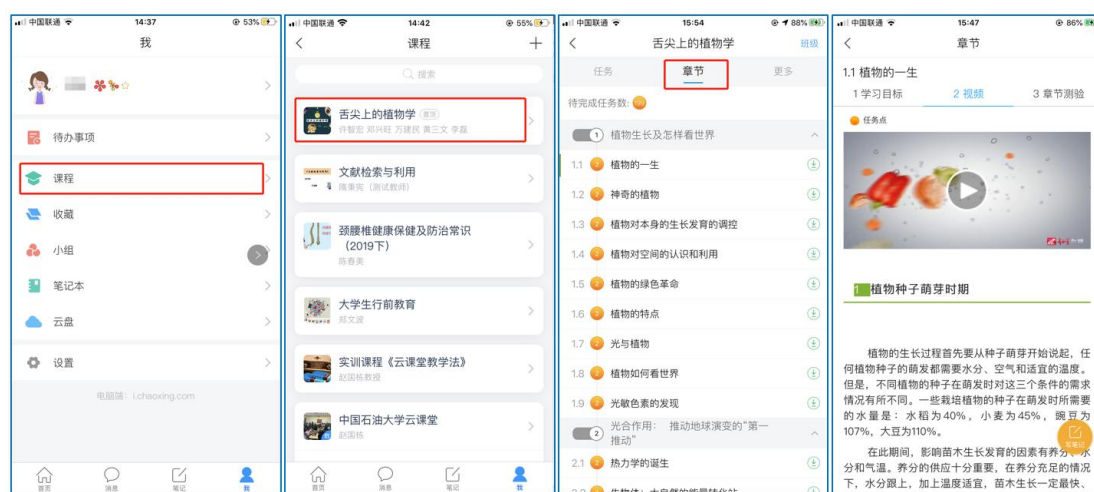 中国联通
14:37
53%
我
待办事项
课程
收藏
小组
笔记本
云盘
设置
电脑端：i.chaoxing.com
首页
消息
笔记
我
中国联通
14:42
55%
课程
搜索
舌尖上的植物学
许智宏 邓兴旺 万建民 黄三文 李磊
文献检索与利用
隋秉宪（测试教师）
颈腰椎健康保健及防治常识
（2019下）
陈春美
大学生行前教育
郑文波
实训课程《云课堂教学法》
赵国栋教授
中国石油大学云课堂
赵国栋
首页
消息
笔记
我
中国联通
15:54
88%
舌尖上的植物学
班级
任务
章节
更多
待完成任务数:
1 植物生长及怎样看世界
1.1 2 植物的一生
1.2 2 神奇的植物
1.3 2 植物对本身的生长发育的调控
1.4 2 植物对空间的认识和利用
1.5 2 植物的绿色革命
1.6 2 植物的特点
1.7 2 光与植物
1.8 2 植物如何看世界
1.9 2 光敏色素的发现
2 光合作用： 推动地球演变的"第一
推动"
2.1 2 热力学的诞生
中国联通
15:47
86%
章节
1.1 植物的一生
1 学习目标
2 视频
3 章节测验
任务点
1 植物种子萌芽时期
植物的生长过程首先要从种子萌芽开始说起，任
何植物种子的萌发都需要水分、空气和适宜的温度。
但是，不同植物的种子在萌发时对这三个条件的需求
情况有所不同。一些栽培植物的种子在萌发时所需要
的水量是：水稻为40%，小麦为45%，豌豆为
107%，大豆为110%。
写笔记
在此期间，影响苗木生长发育的因素有养分、水
分和气温。养分的供应十分重要，在养分充足的情况
下，水分跟上，加上温度适宜，苗木生长一定最快、